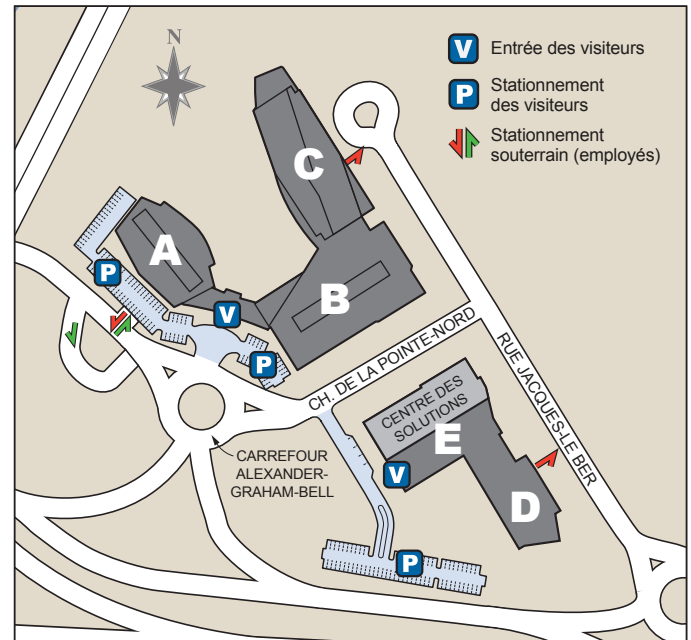 N
V Entrée des visiteurs
P Stationnement
des visiteurs
Stationnement
souterrain (employés)
C
A
P
B
V
P
CH. DE LA POINTE-NORD
RUE JACQUES-LE BER
CENTRE DES
SOLUTIONS
E
V
D
CARREFOUR
ALEXANDER-
GRAHAM-BELL
P